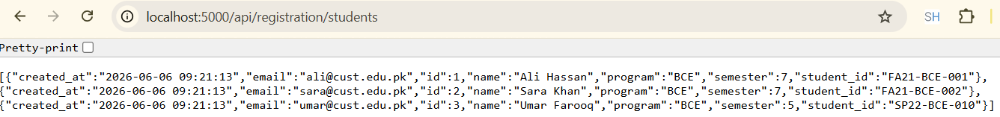 localhost:5000/api/registration/students
SH
Pretty-print
[{"created_at":"2026-06-06 09:21:13","email":"ali@cust.edu.pk","id":1,"name":"Ali Hassan","program":"BCE","semester":7,"student_id":"FA21-BCE-001"},
{"created_at":"2026-06-06 09:21:13","email":"sara@cust.edu.pk","id":2,"name":"Sara Khan","program":"BCE","semester":7,"student_id":"FA21-BCE-002"},
{"created_at":"2026-06-06 09:21:13","email":"umar@cust.edu.pk","id":3,"name":"Umar Farooq","program":"BCE","semester":5,"student_id":"SP22-BCE-010"}]